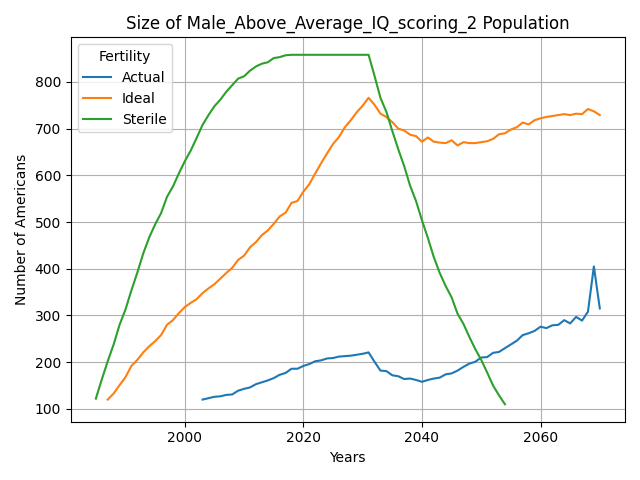 Size of Male_Above_Average_IQ_scoring_2 Population
Fertility
Actual
Ideal
Sterile
Number of Americans
800
700
600
500
400
300
200
100
2000 2020 2040 2060
Years